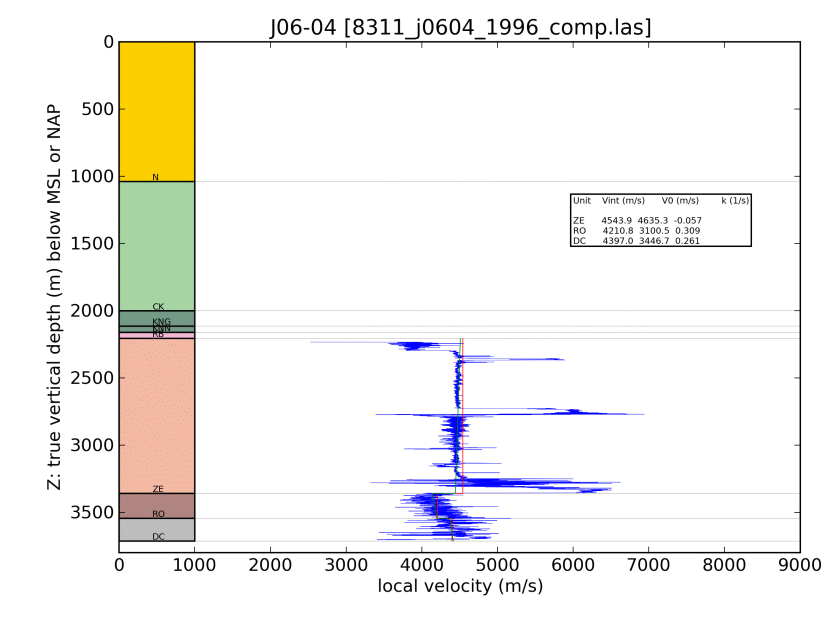 J06-04 [8311_j0604_1996_comp.las]
Z: true vertical depth (m) below MSL or NAP
0
500
1000
1500
2000
2500
3000
3500
N
CK
KNG
KNN
RB
ZE
RO
DC
Unit Vint (m/s) V0 (m/s) k (1/s)
ZE 4543.9 4635.3 -0.057
RO 4210.8 3100.5 0.309
DC 4397.0 3446.7 0.261
0 1000 2000 3000 4000 5000 6000 7000 8000 9000
local velocity (m/s)